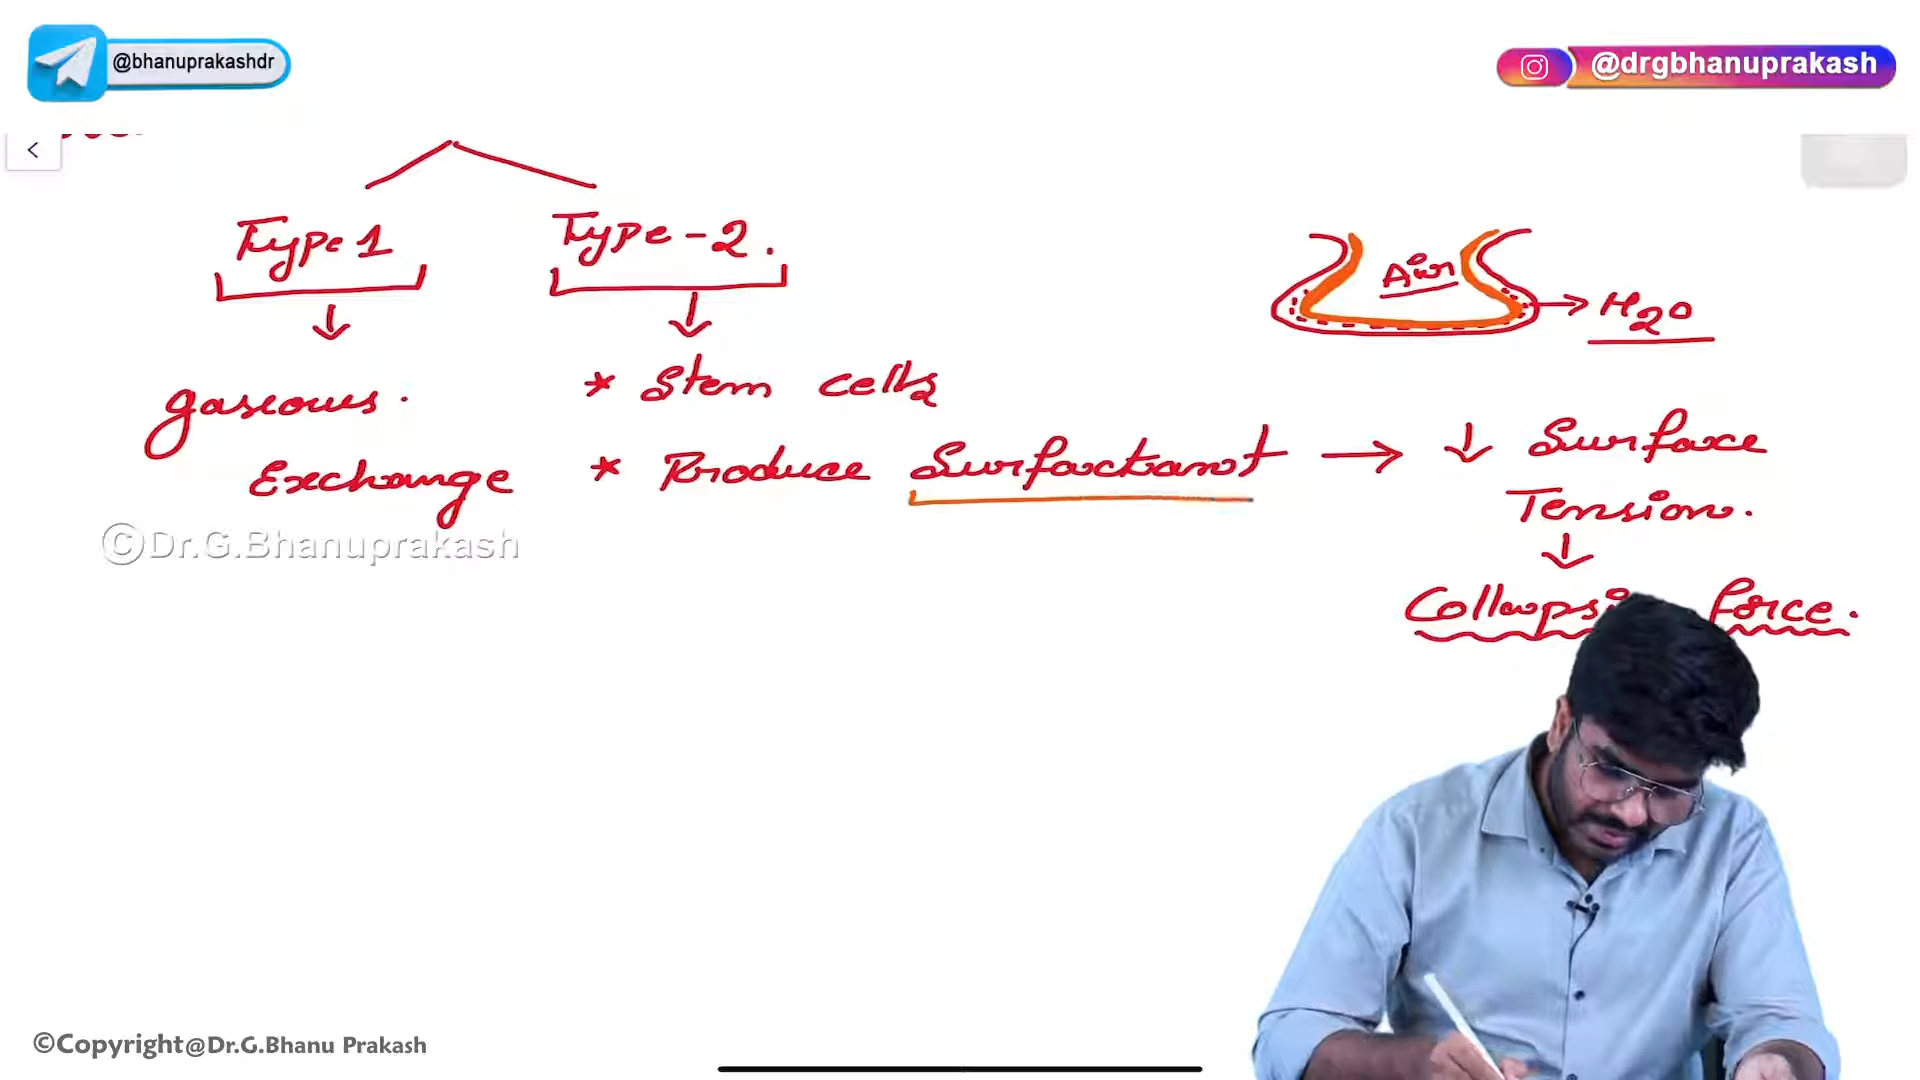 @bhanuprakashdr
@drgbhanuprakash
Type 1
Type-2.
Air
H2O
gaseous.
Exchange
* Stem cells
* Produce Surfactant → ↓ Surface
Tension.
Force.
©Dr.G.Bhanuprakash
©Copyright@Dr.G.Bhanu Prakash